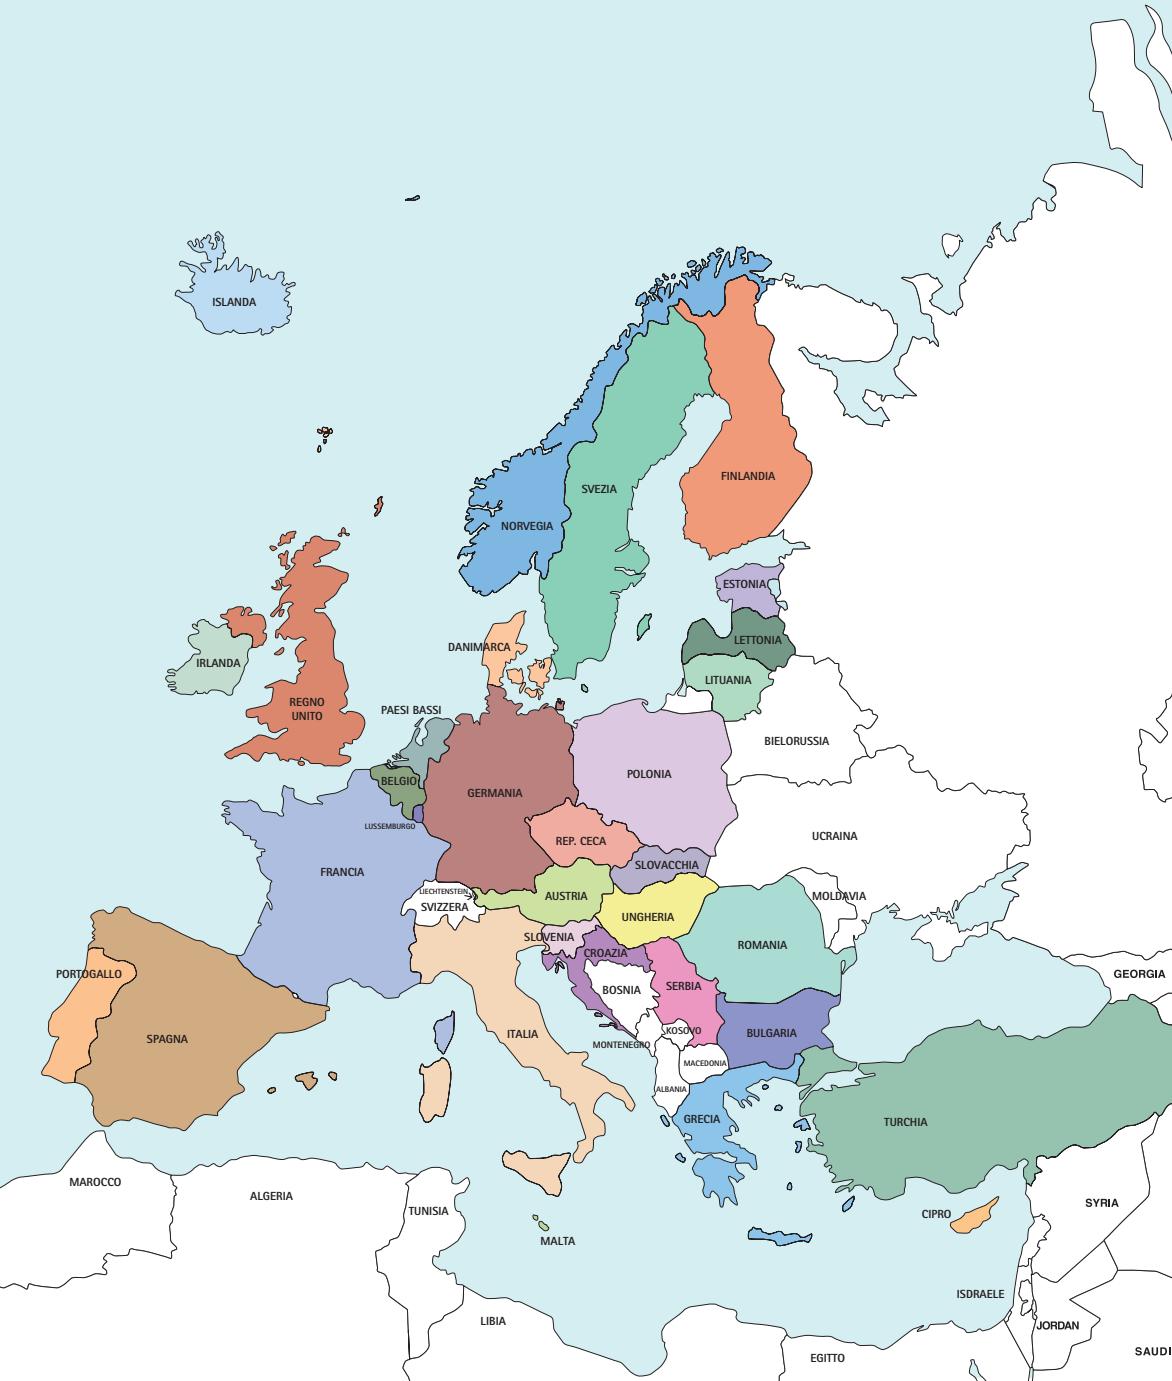 ISLANDA
FINLANDIA
SVEZIA
NORVEGIA
ESTONIA
LETTONIA
DANIMARCA
IRLANDA
LITUANIA
REGNO
UNITO
PAESI BASSI
BIELORUSSIA
POLONIA
BELGIO
GERMANIA
LUSSEMBURGO
UCRAINA
REP. CECA
SLOVACCHIA
FRANCIA
LIECHTENSTEIN
AUSTRIA
MOLDAVIA
SVIZZERA
UNGHERIA
SLOVENIA
ROMANIA
CROAZIA
PORTOGALLO
GEORGIA
BOSNIA
SERBIA
SPAGNA
ITALIA
KOSOVO
BULGARIA
MONTENEGRO
MACEDONIA
ALBANIA
GRECIA
TURCHIA
MAROCCO
ALGERIA
SYRIA
TUNISIA
CIPRO
MALTA
ISDRAELE
LIBIA
JORDAN
SAUDI
EGITTO